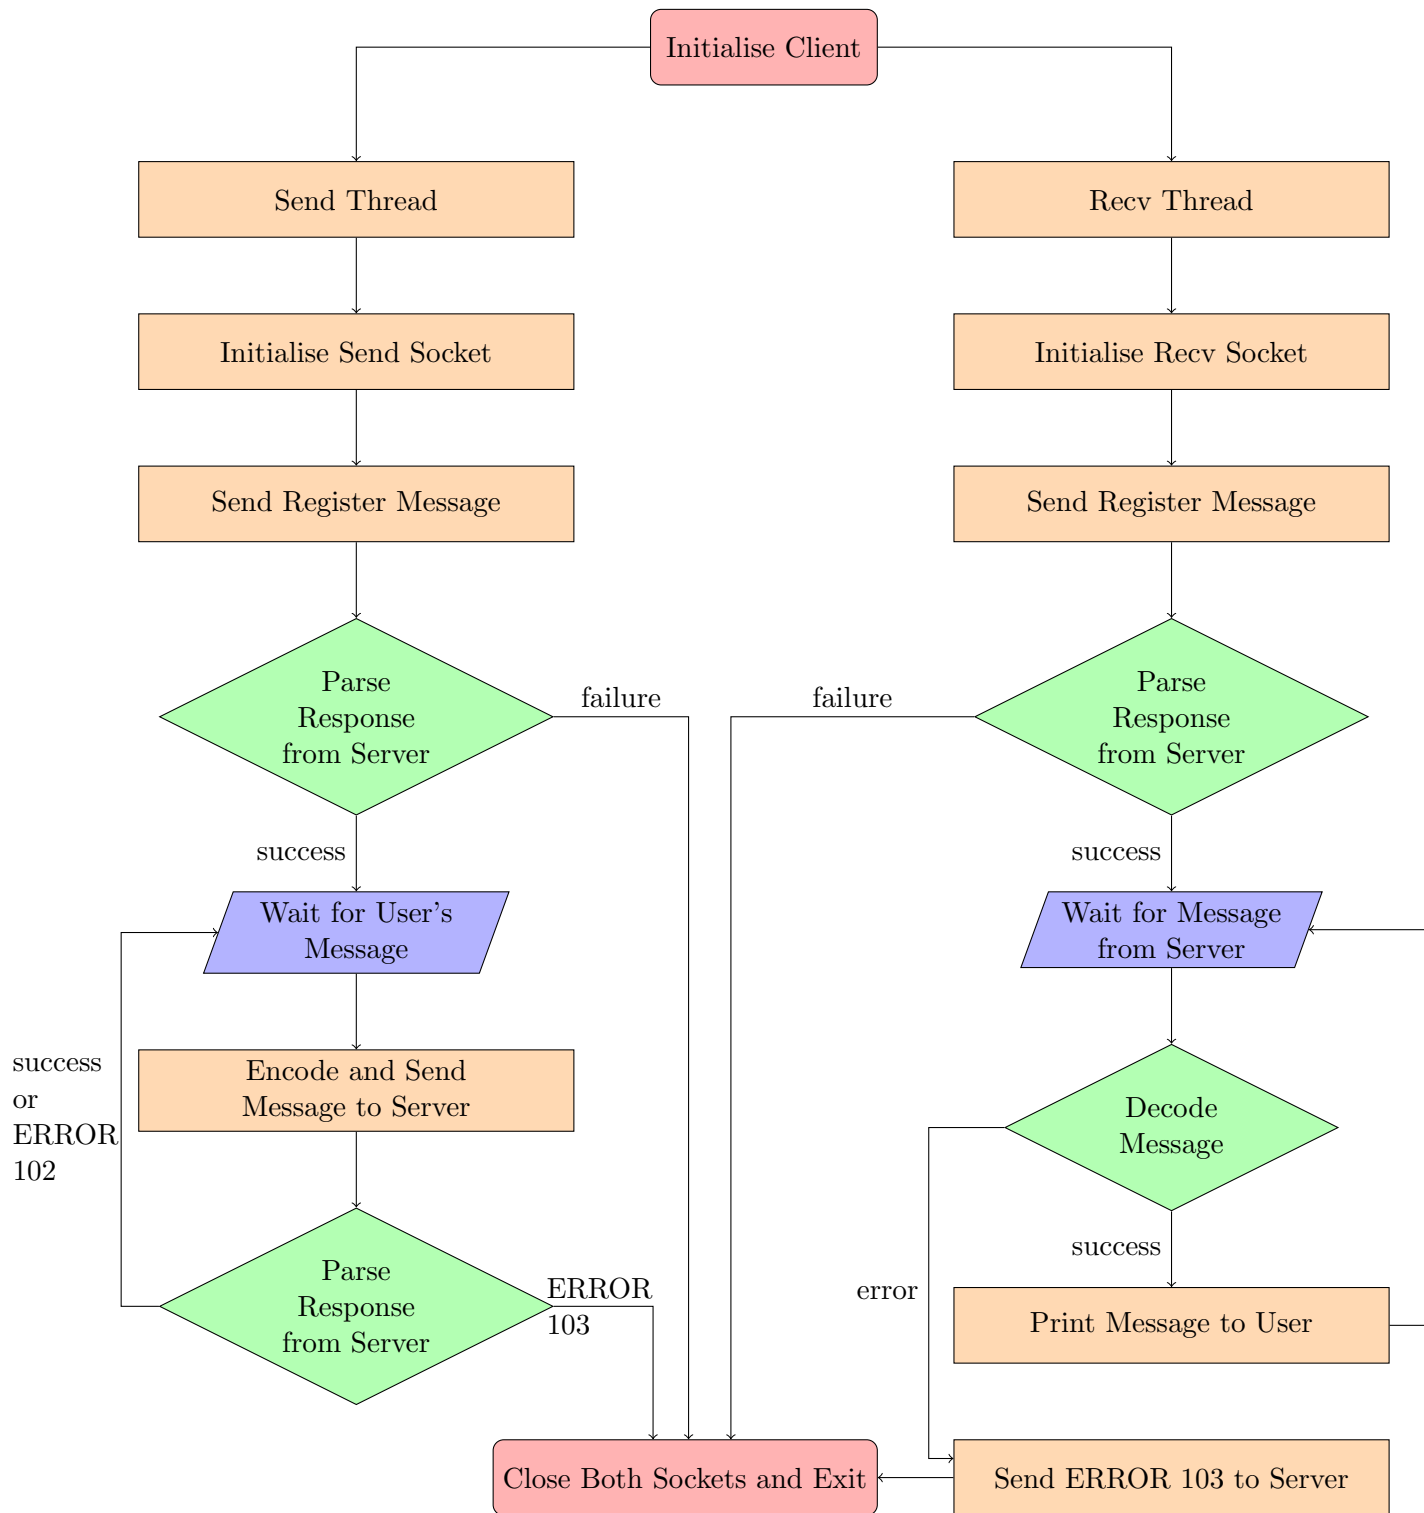 Initialise Client
Send Thread
Recv Thread
Initialise Send Socket
Initialise Recv Socket
Send Register Message
Send Register Message
Parse
Response
from Server
failure
failure
Parse
Response
from Server
success
success
Wait for User's
Message
Wait for Message
from Server
success
or
ERROR
102
Encode and Send
Message to Server
Decode
Message
success
Parse
Response
from Server
ERROR
103
error
Print Message to User
Close Both Sockets and Exit
Send ERROR 103 to Server